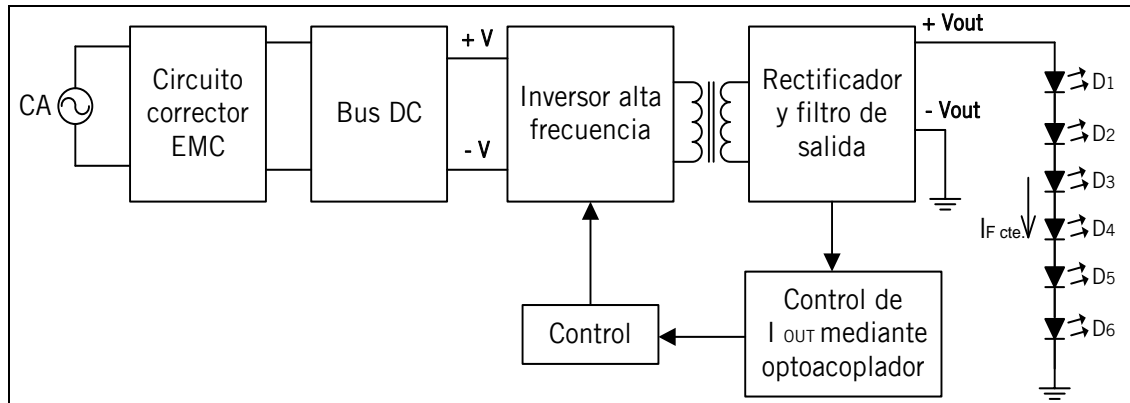 CA
Circuito
corrector
EMC
Bus DC
+ V
- V
Inversor alta
frecuencia
Rectificador
y filtro de
salida
+ Vout
- Vout
D1
D2
D3
D4
D5
D6
IF cte.
Control
Control de
I OUT mediante
optoacoplador